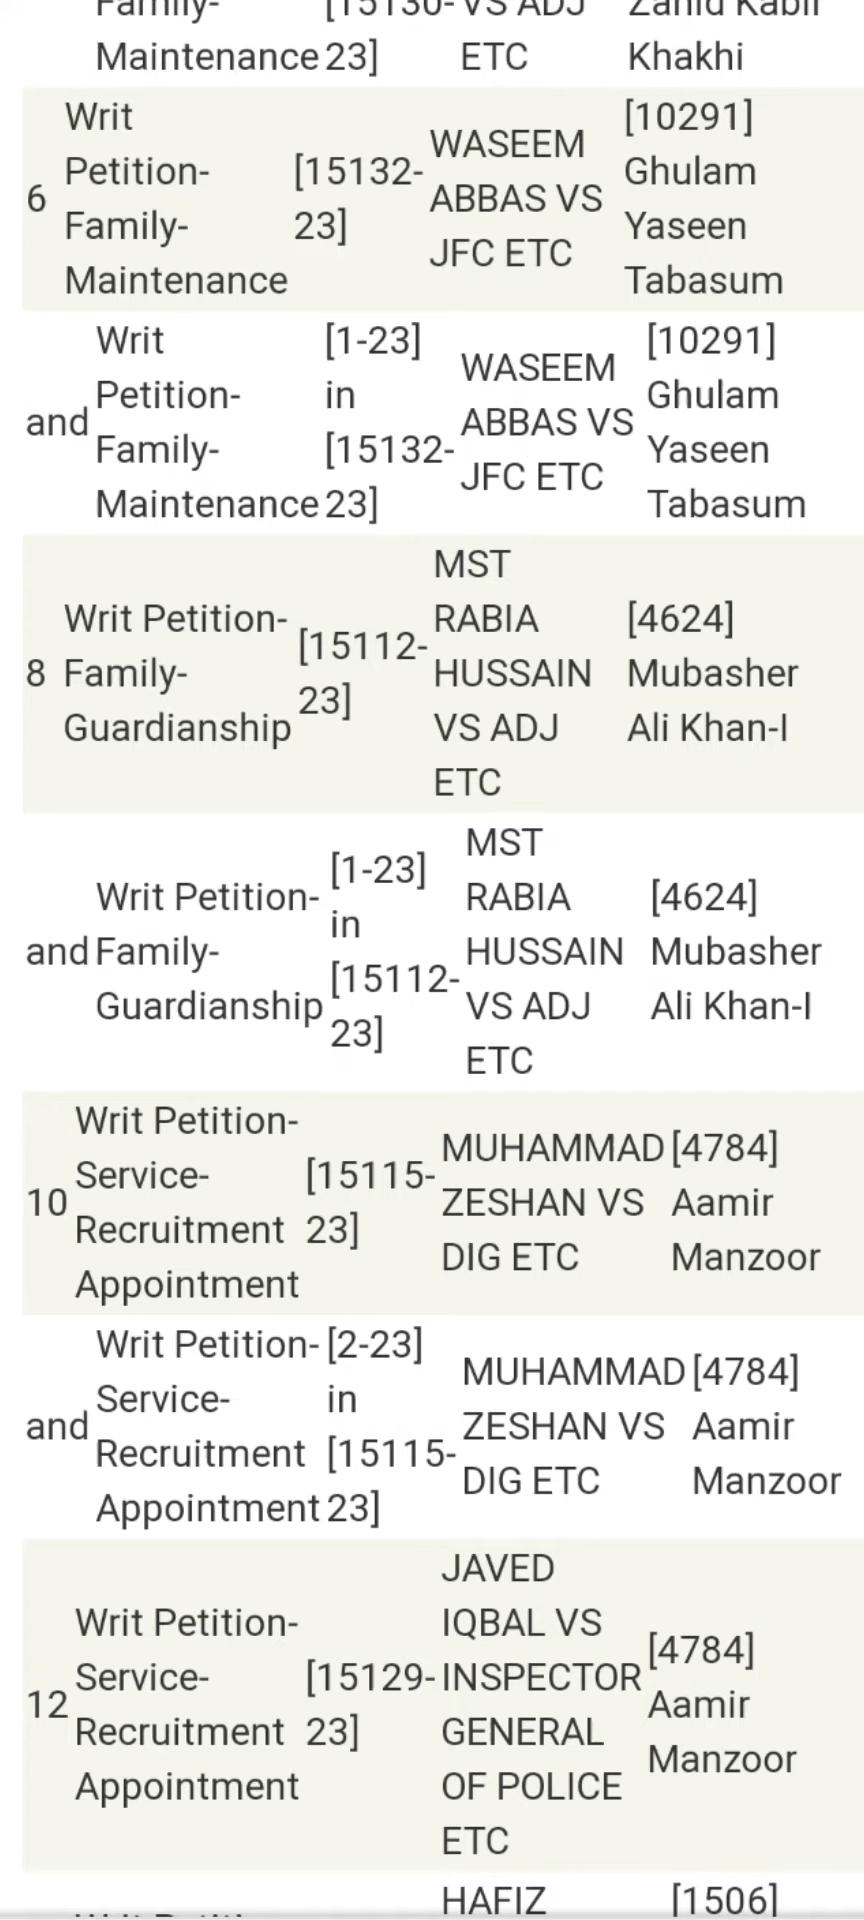 Family- [15130- VS ADJ Zahid Kabir
Maintenance 23] ETC Khakhi
6
Writ
Petition-
Family-
Maintenance
[15132-
23]
WASEEM
ABBAS VS
JFC ETC
[10291]
Ghulam
Yaseen
Tabasum
and
Writ
Petition-
Family-
Maintenance
[1-23]
in
[15132-
23]
WASEEM
ABBAS VS
JFC ETC
[10291]
Ghulam
Yaseen
Tabasum
8
Writ Petition-
Family-
Guardianship
[15112-
23]
MST
RABIA
HUSSAIN
VS ADJ
ETC
[4624]
Mubasher
Ali Khan-I
and
Writ Petition-
Family-
Guardianship
[1-23]
in
[15112-
23]
MST
RABIA
HUSSAIN
VS ADJ
ETC
[4624]
Mubasher
Ali Khan-I
10
Writ Petition-
Service-
Recruitment
Appointment
[15115-
23]
MUHAMMAD
ZESHAN VS
DIG ETC
[4784]
Aamir
Manzoor
and
Writ Petition-
Service-
Recruitment
Appointment
[2-23]
in
[15115-
23]
MUHAMMAD
ZESHAN VS
DIG ETC
[4784]
Aamir
Manzoor
12
Writ Petition-
Service-
Recruitment
Appointment
[15129-
23]
JAVED
IQBAL VS
INSPECTOR
GENERAL
OF POLICE
ETC
[4784]
Aamir
Manzoor
HAFIZ [1506]